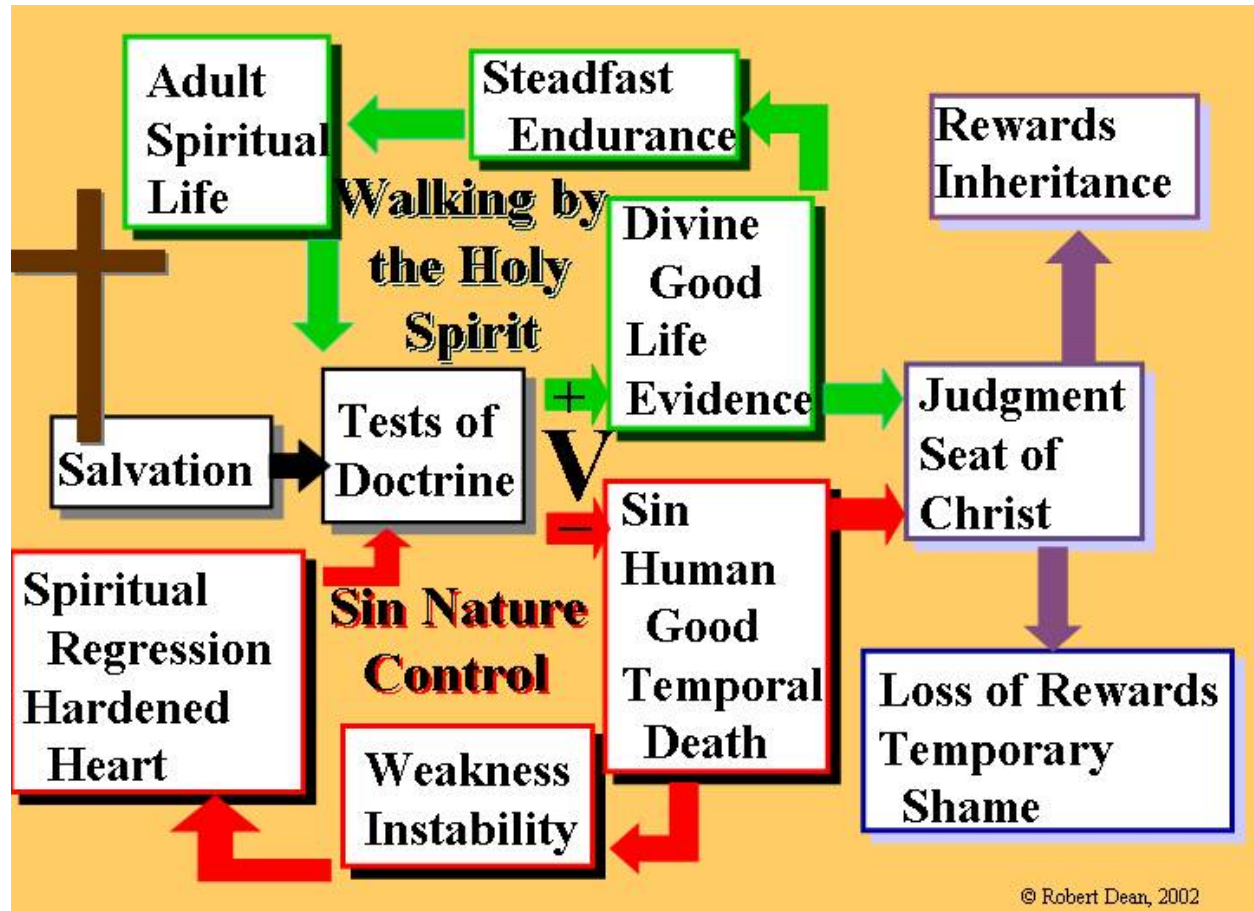 Adult
Spiritual
Life
Steadfast
Endurance
Rewards
Inheritance
Walking by
the Holy
Spirit
Divine
Good
Life
Evidence
Salvation
Tests of
Doctrine
+
V
−
Judgment
Seat of
Christ
Sin
Human
Good
Temporal
Death
Spiritual
Regression
Hardened
Heart
Sin Nature
Control
Weakness
Instability
Loss of Rewards
Temporary
Shame
© Robert Dean, 2002